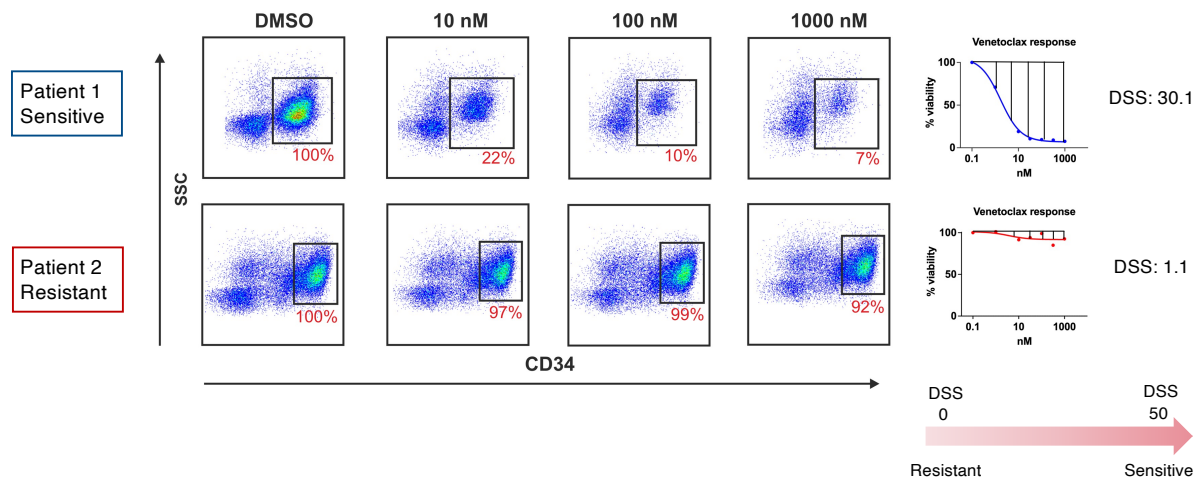 DMSO
10 nM
100 nM
1000 nM
Patient 1
Sensitive
100%
22%
10%
7%
Venetoclax response
% viability
100
50
0
0.1
10
1000
nM
DSS: 30.1
SSC
Patient 2
Resistant
100%
97%
99%
92%
Venetoclax response
% viability
100
50
0
0.1
10
1000
nM
DSS: 1.1
CD34
DSS
0
DSS
50
Resistant
Sensitive